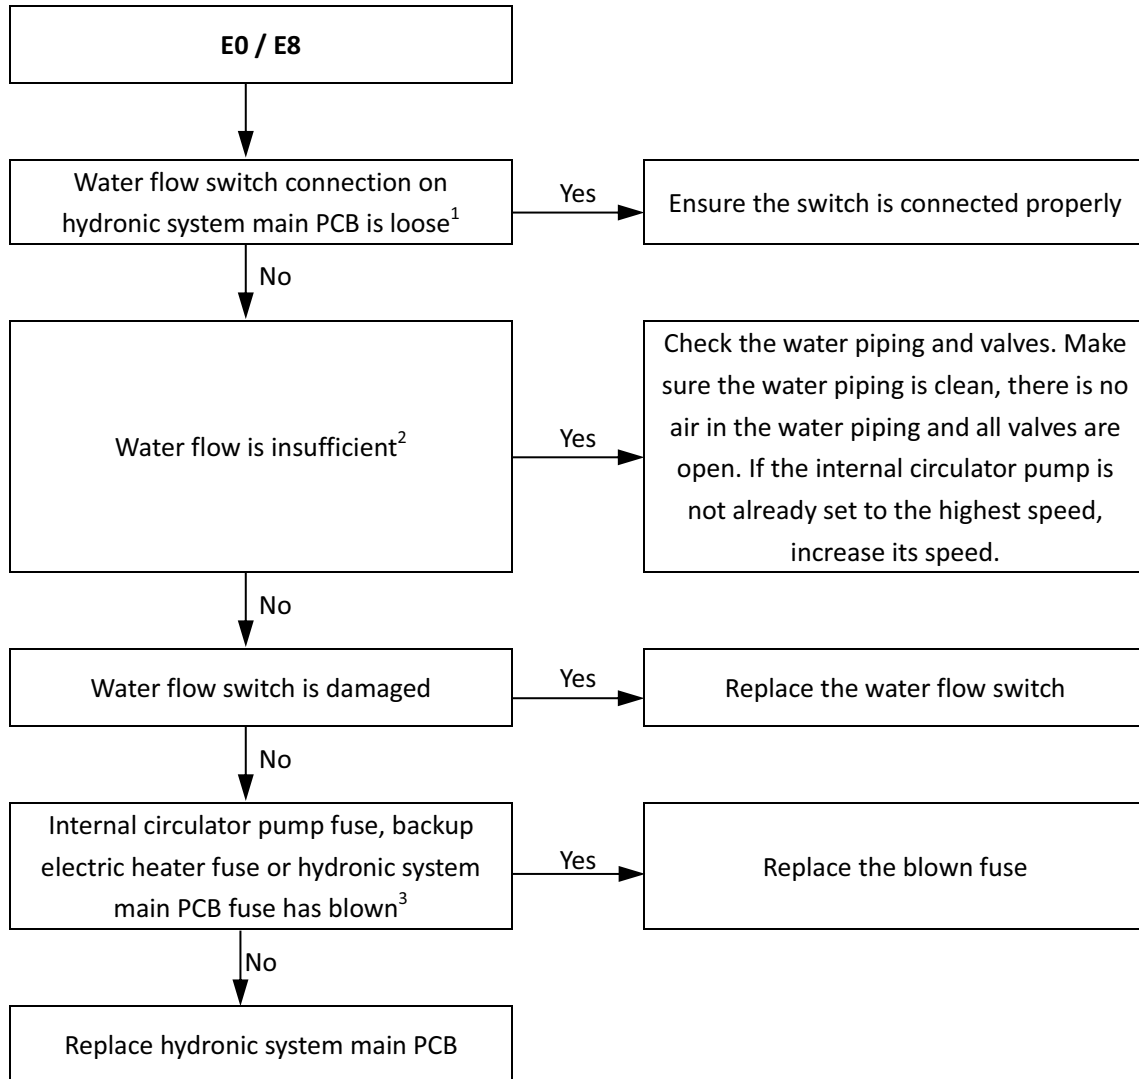 E0 / E8
Water flow switch connection on
hydronic system main PCB is loose1
Yes
Ensure the switch is connected properly
No
Water flow is insufficient2
Yes
Check the water piping and valves. Make
sure the water piping is clean, there is no
air in the water piping and all valves are
open. If the internal circulator pump is
not already set to the highest speed,
increase its speed.
No
Water flow switch is damaged
Yes
Replace the water flow switch
No
Internal circulator pump fuse, backup
electric heater fuse or hydronic system
main PCB fuse has blown3
Yes
Replace the blown fuse
No
Replace hydronic system main PCB